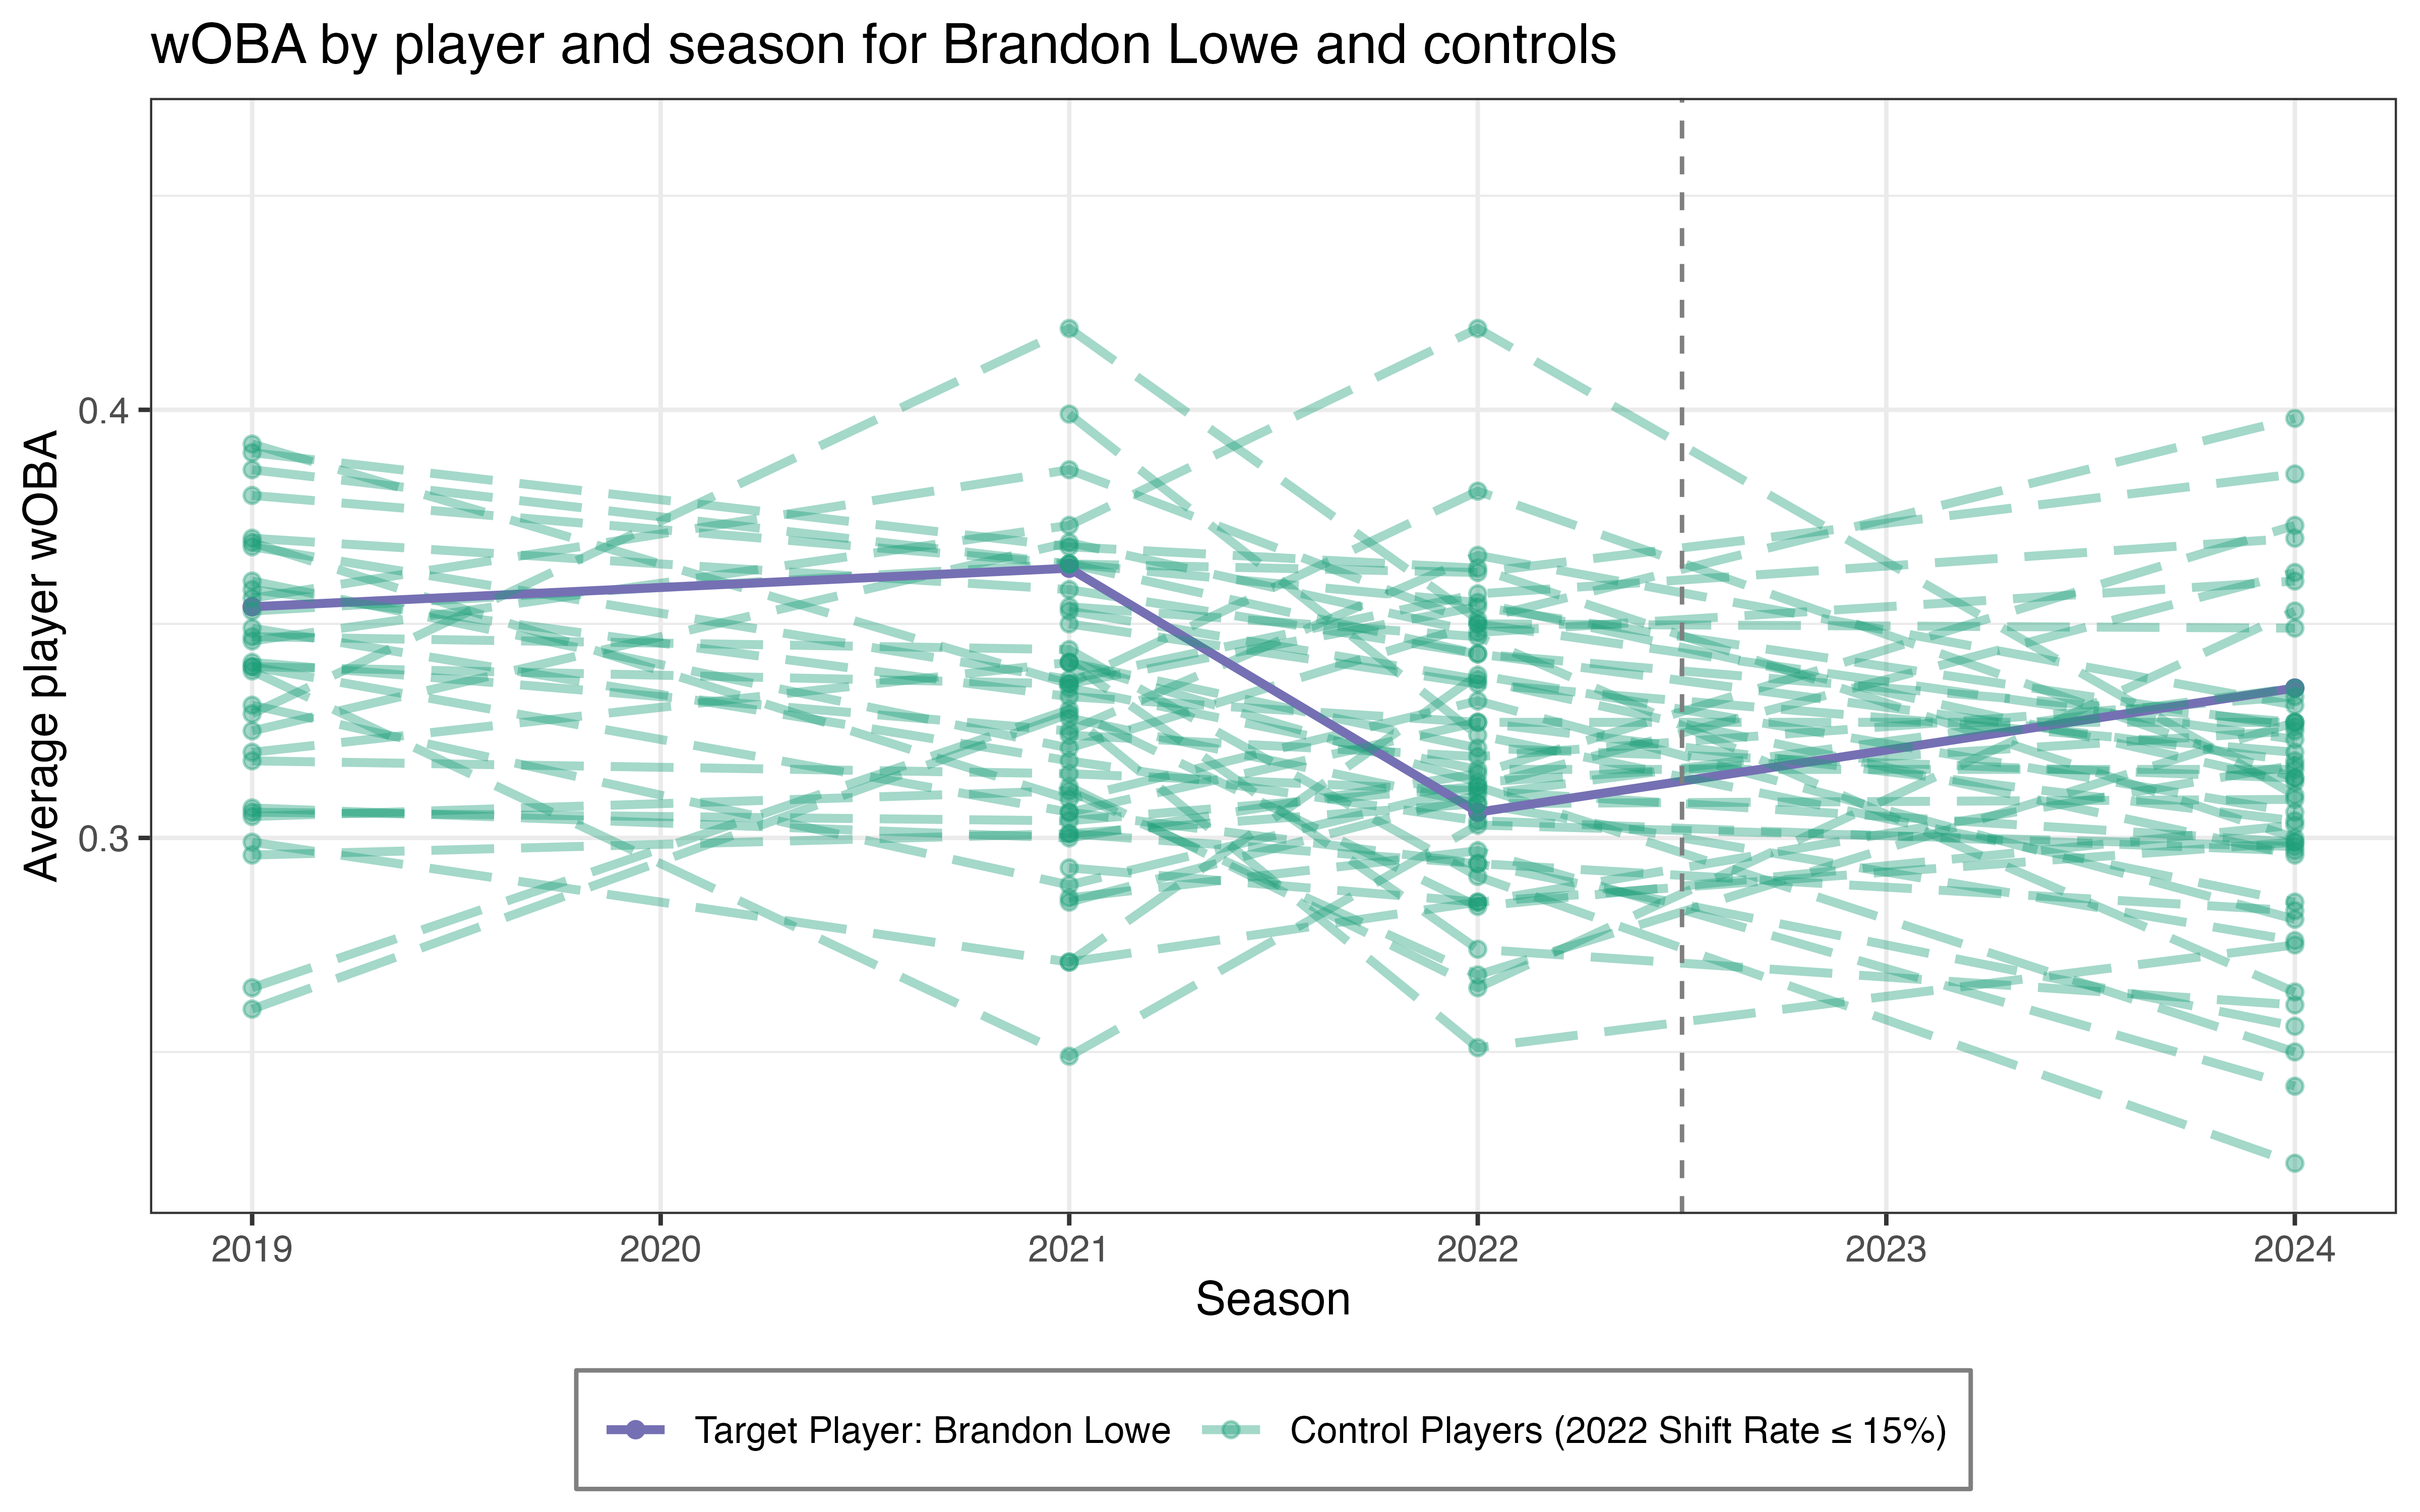 wOBA by player and season for Brandon Lowe and controls
Average player wOBA
0.4
0.3
2019 2020 2021 2022 2023 2024
Season
Target Player: Brandon Lowe Control Players (2022 Shift Rate ≤ 15%)